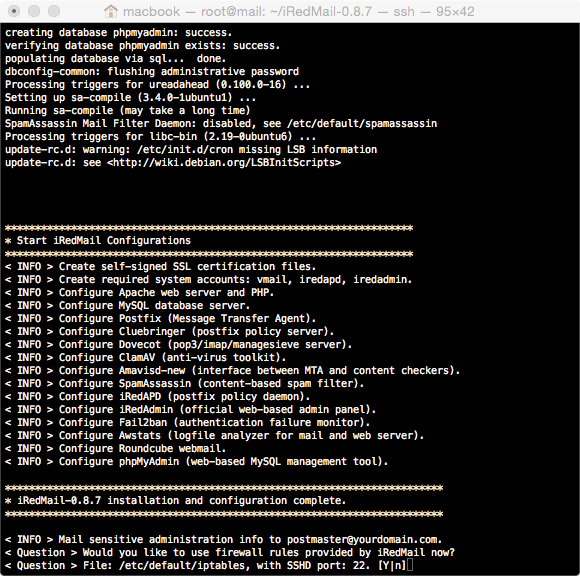 macbook — root@mail: ~/iRedMail-0.8.7 — ssh — 95×42
creating database phpmyadmin: success.
verifying database phpmyadmin exists: success.
populating database via sql...  done.
dbconfig-common: flushing administrative password
Processing triggers for ureadahead (0.100.0-16) ...
Setting up sa-compile (3.4.0-1ubuntu1) ...
Running sa-compile (may take a long time)
SpamAssassin Mail Filter Daemon: disabled, see /etc/default/spamassassin
Processing triggers for libc-bin (2.19-0ubuntu6) ...
update-rc.d: warning: /etc/init.d/cron missing LSB information
update-rc.d: see <http://wiki.debian.org/LSBInitScripts>
********************************************************************
* Start iRedMail Configurations
********************************************************************
< INFO > Create self-signed SSL certification files.
< INFO > Create required system accounts: vmail, iredapd, iredadmin.
< INFO > Configure Apache web server and PHP.
< INFO > Configure MySQL database server.
< INFO > Configure Postfix (Message Transfer Agent).
< INFO > Configure Cluebringer (postfix policy server).
< INFO > Configure Dovecot (pop3/imap/managesieve server).
< INFO > Configure ClamAV (anti-virus toolkit).
< INFO > Configure Amavisd-new (interface between MTA and content checkers).
< INFO > Configure SpamAssassin (content-based spam filter).
< INFO > Configure iRedAPD (postfix policy daemon).
< INFO > Configure iRedAdmin (official web-based admin panel).
< INFO > Configure Fail2ban (authentication failure monitor).
< INFO > Configure Awstats (logfile analyzer for mail and web server).
< INFO > Configure Roundcube webmail.
< INFO > Configure phpMyAdmin (web-based MySQL management tool).
*************************************************************************
* iRedMail-0.8.7 installation and configuration complete.
*************************************************************************
< INFO > Mail sensitive administration info to postmaster@yourdomain.com.
< Question > Would you like to use firewall rules provided by iRedMail now?
< Question > File: /etc/default/iptables, with SSHD port: 22. [Y|n]